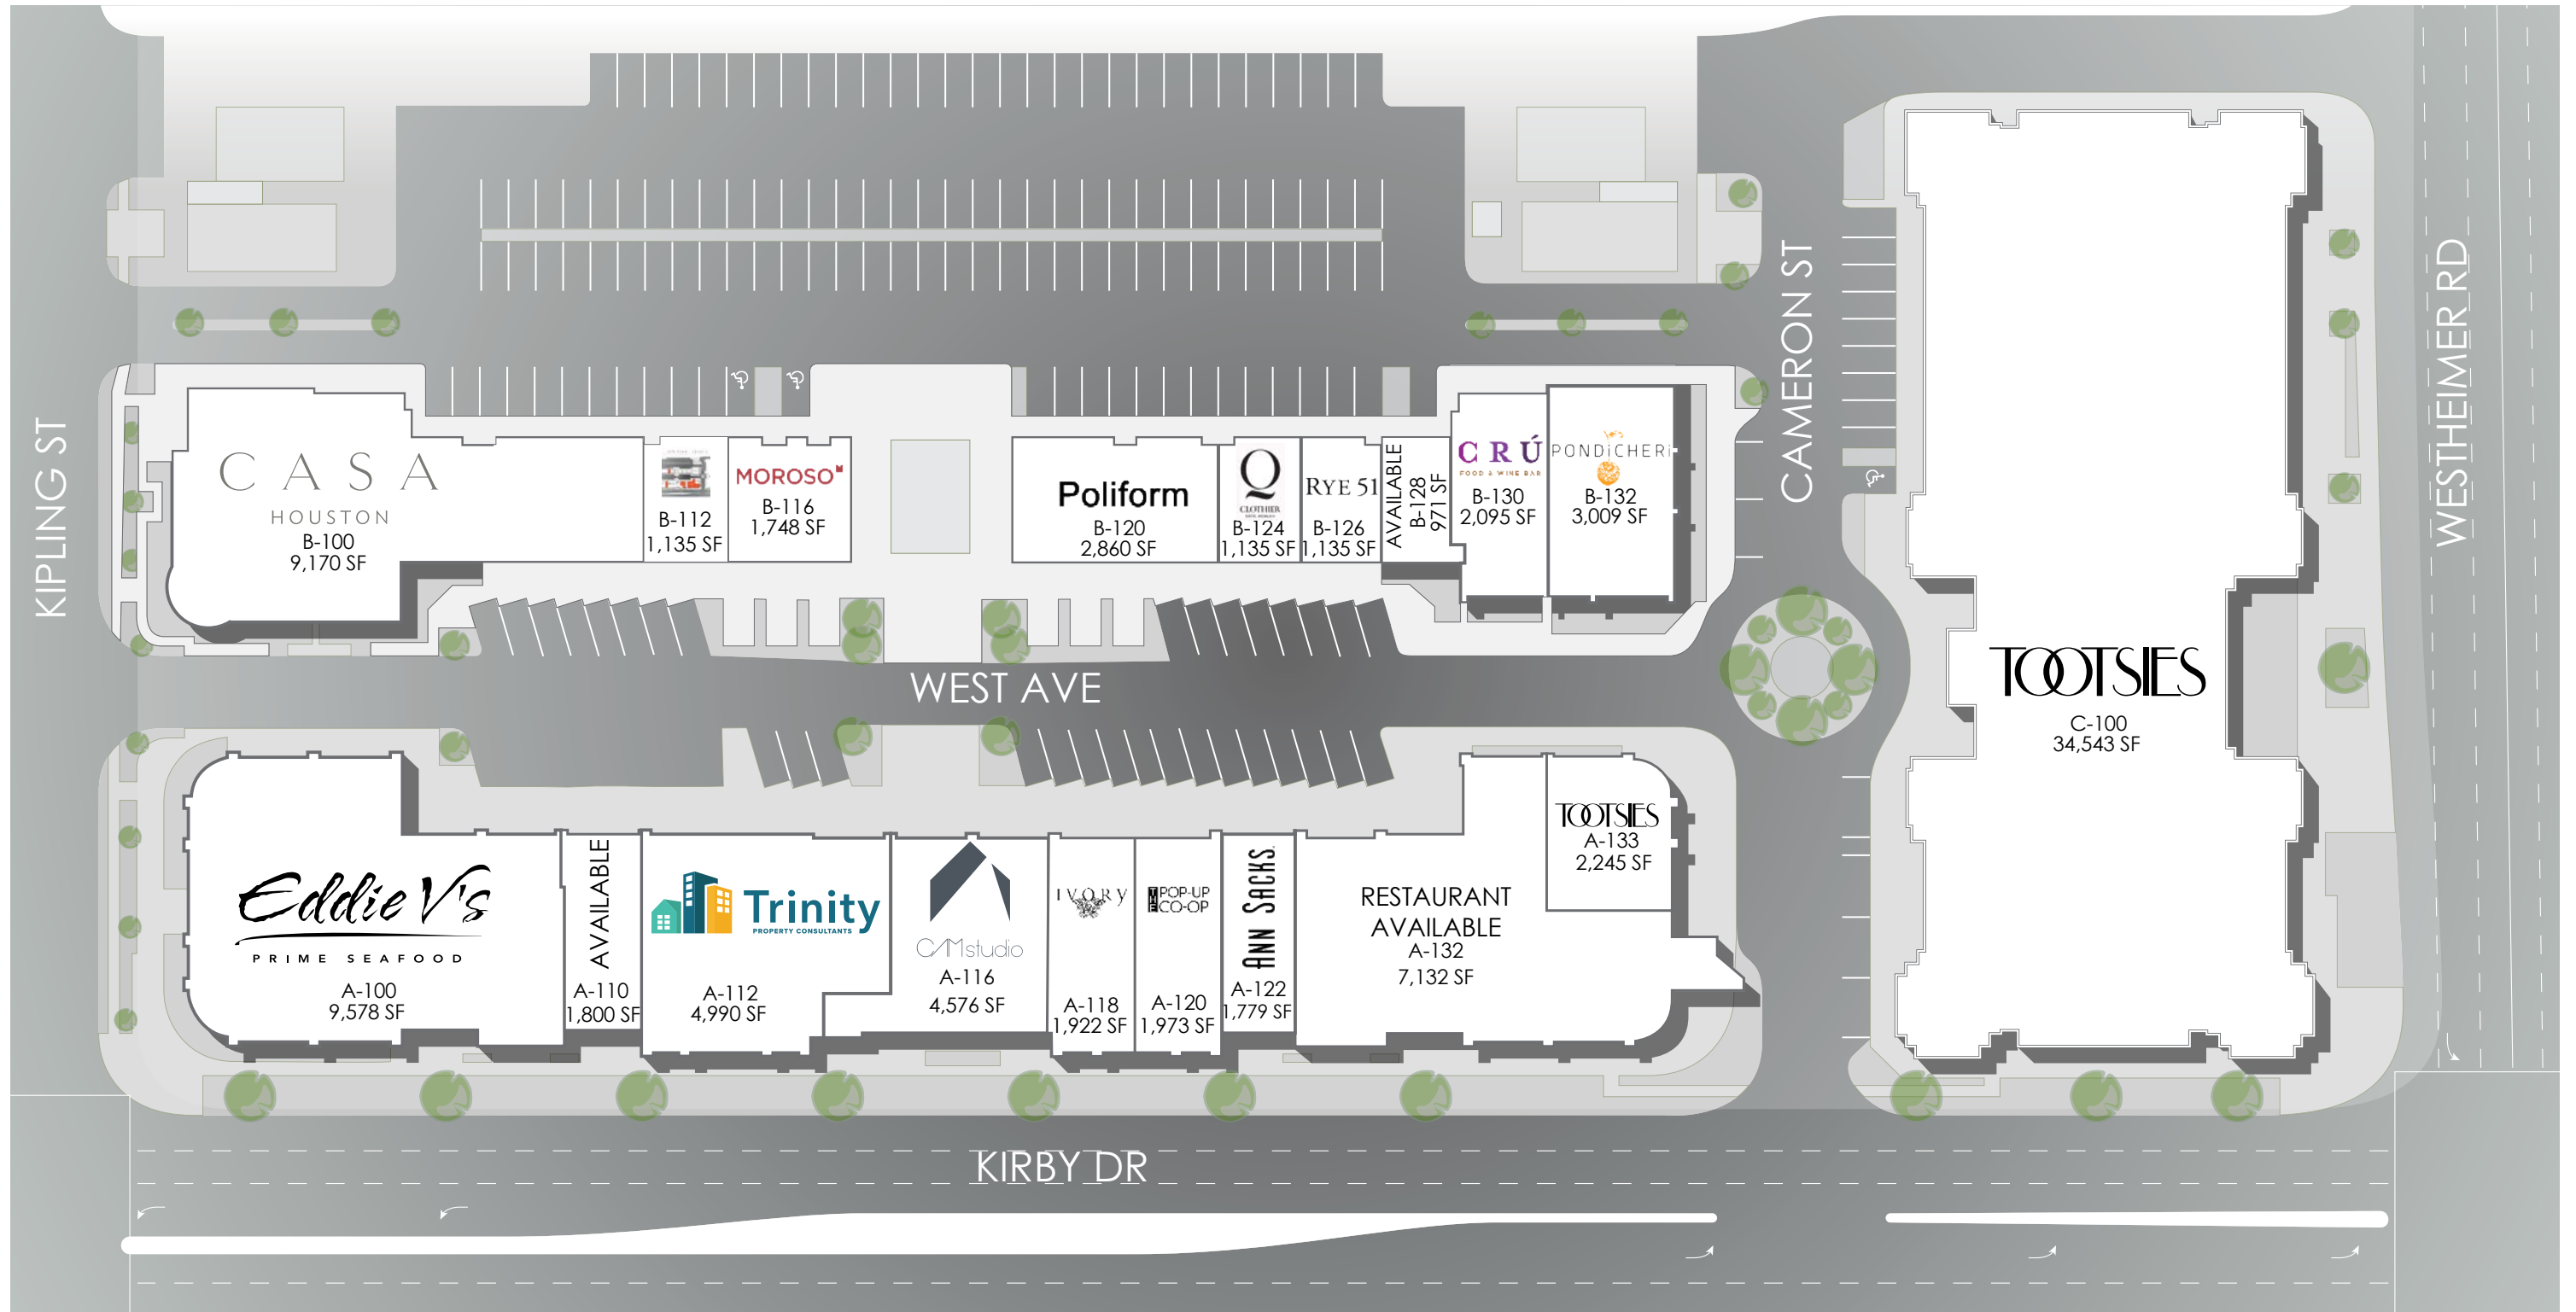 KIPLING ST
CASA
HOUSTON
B-100
9,170 SF
B-112
1,135 SF
MOROSO
B-116
1,748 SF
Poliform
B-120
2,860 SF
Q
CLOTHIER
B-124
1,135 SF
RYE 51
B-126
1,135 SF
AVAILABLE
B-128
971 SF
CRÚ
FOOD & WINE BAR
B-130
2,095 SF
PONDiCHERi
B-132
3,009 SF
CAMERON ST
WESTHEIMER RD
WEST AVE
TOOTSIES
C-100
34,543 SF
Eddie V's
PRIME SEAFOOD
A-100
9,578 SF
AVAILABLE
A-110
1,800 SF
Trinity
PROPERTY CONSULTANTS
A-112
4,990 SF
CAMstudio
A-116
4,576 SF
IVORY
A-118
1,922 SF
THE
POP-UP
CO-OP
A-120
1,973 SF
ANN SACKS
A-122
1,779 SF
RESTAURANT
AVAILABLE
A-132
7,132 SF
TOOTSIES
A-133
2,245 SF
KIRBY DR